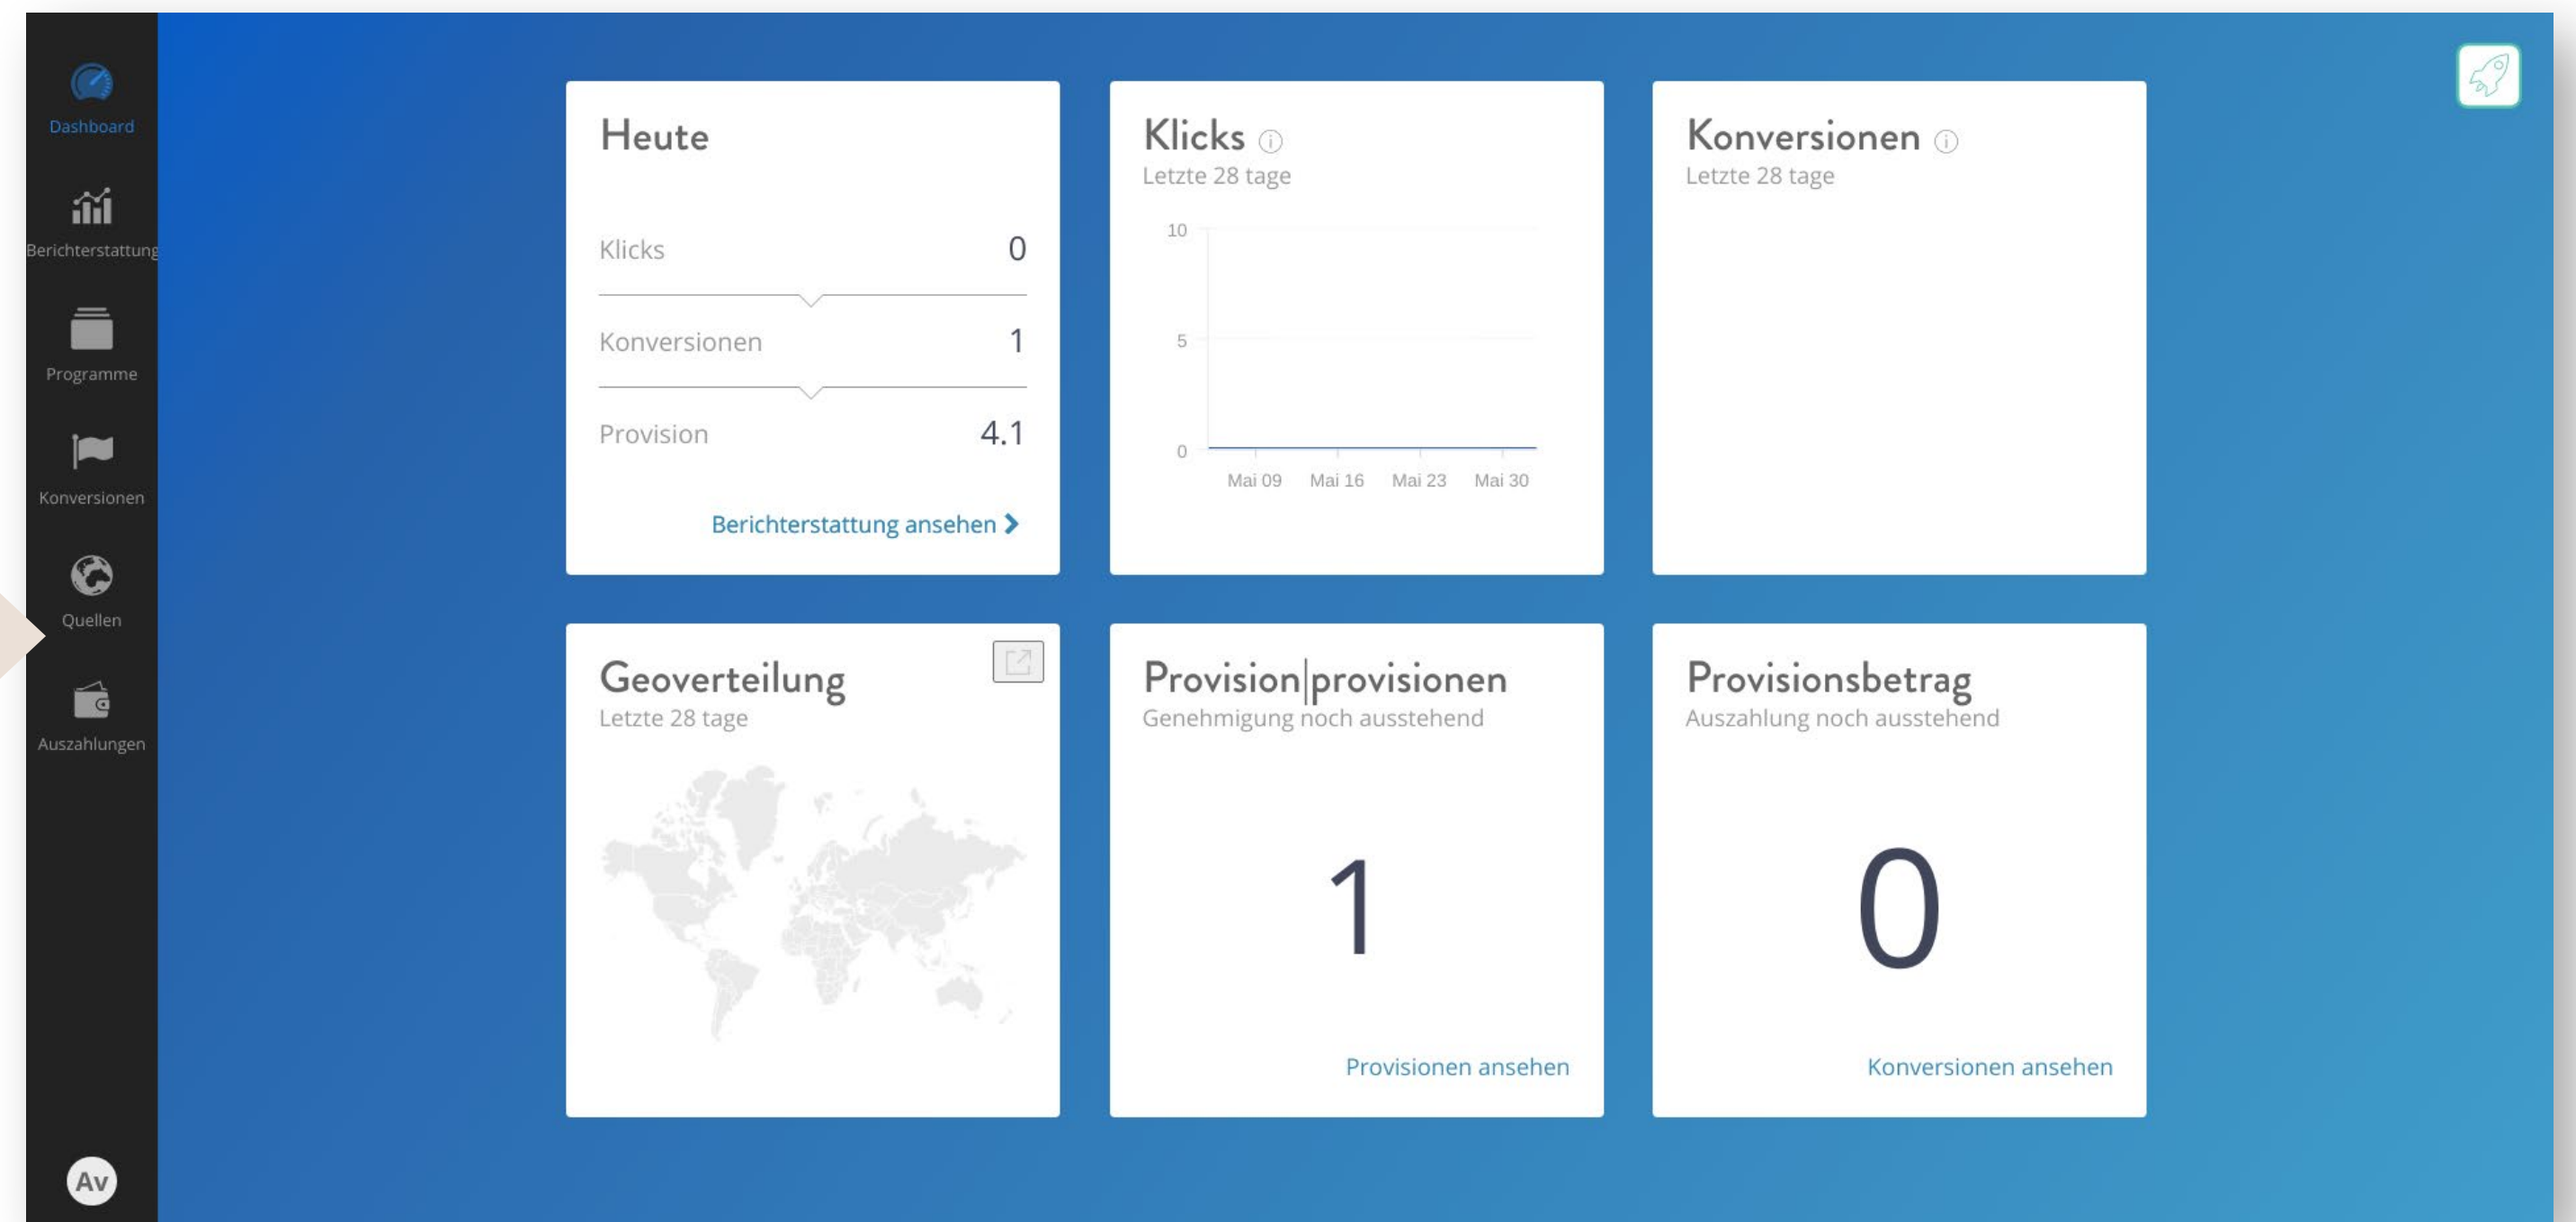 Dashboard
Berichterstattung
Programme
Konversionen
Quellen
Auszahlungen
Av
Heute
Klicks 0
Konversionen 1
Provision 4.1
Berichterstattung ansehen
Klicks
Letzte 28 tage
10
5
0
Mai 09 Mai 16 Mai 23 Mai 30
Konversionen
Letzte 28 tage
Geoverteilung
Letzte 28 tage
Provision|provisionen
Genehmigung noch ausstehend
1
Provisionen ansehen
Provisionsbetrag
Auszahlung noch ausstehend
0
Konversionen ansehen